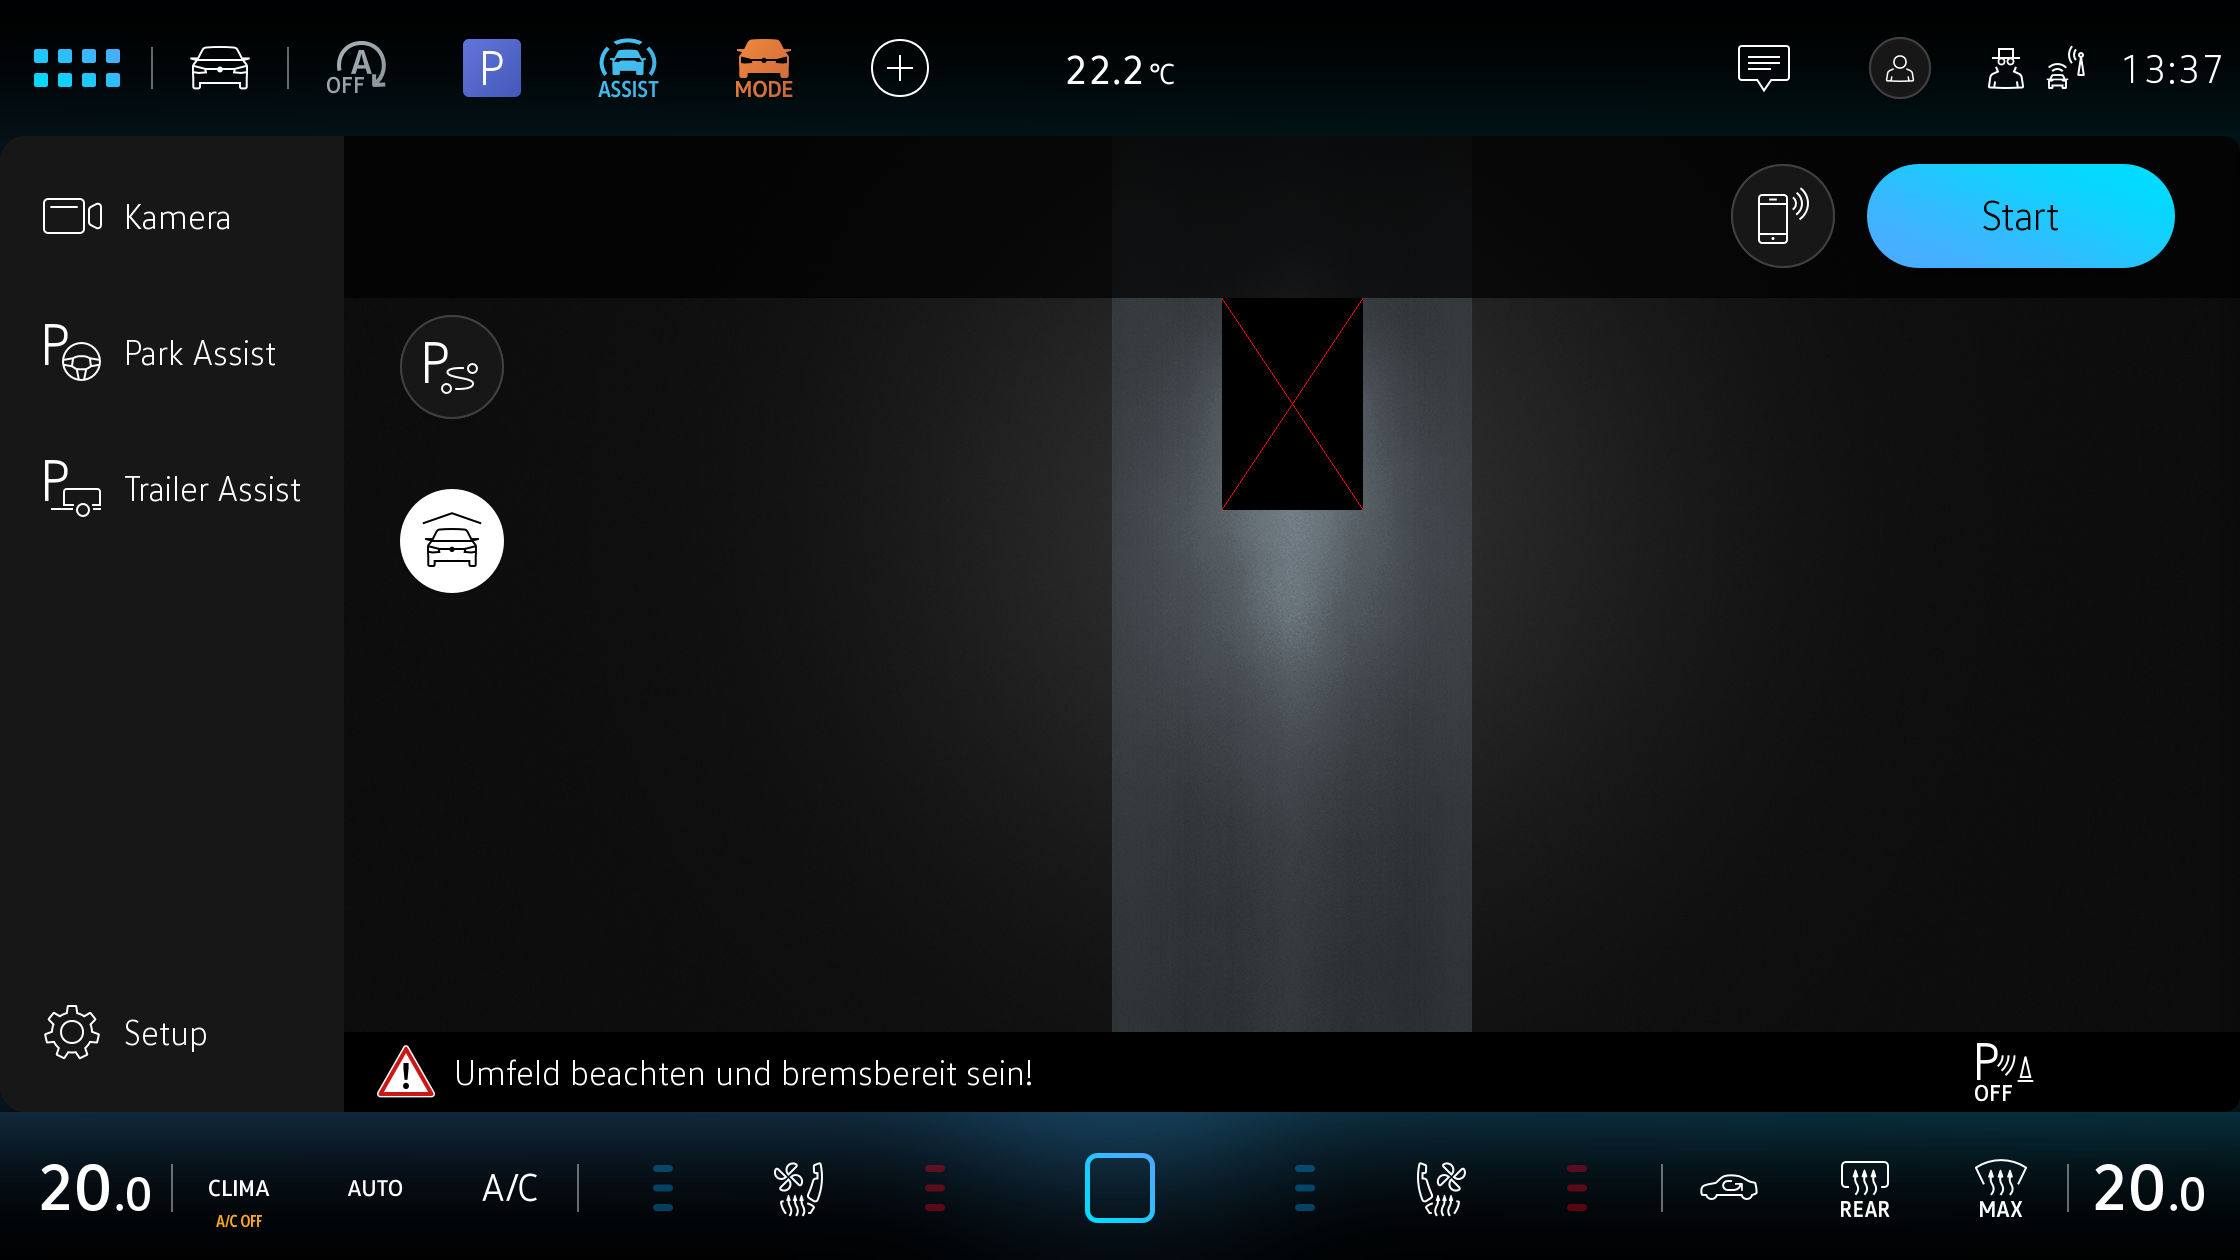 A
OFF
P
ASSIST
MODE
22.2 °C
13:37
Kamera
Start
P
Park Assist
P
P
Trailer Assist
Setup
Umfeld beachten und bremsbereit sein!
P
OFF
20.0
CLIMA
A/C OFF
AUTO
A/C
REAR
MAX
20.0